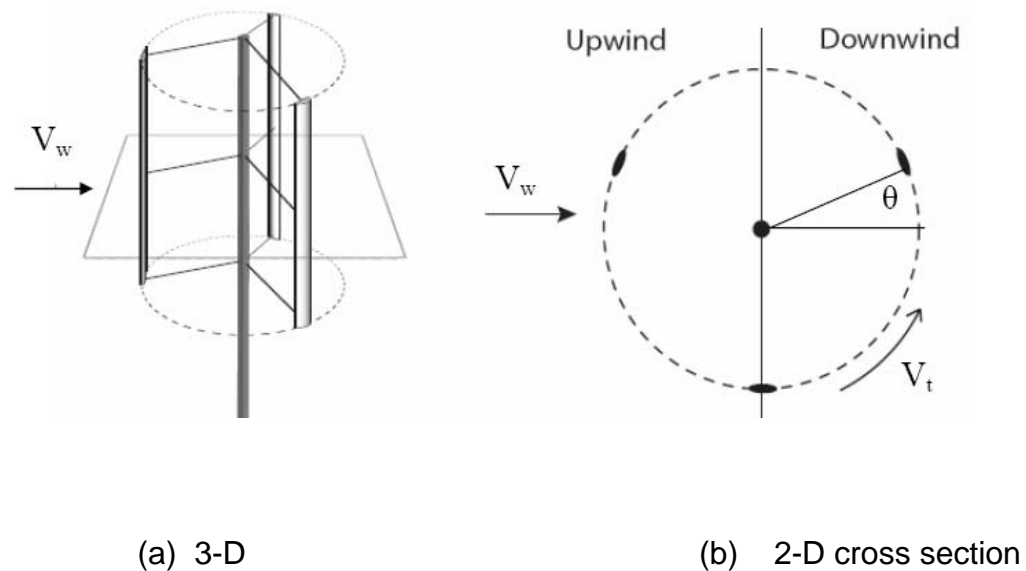 Upwind
Downwind
V_w
V_w
θ
V_t
(a) 3-D
(b) 2-D cross section